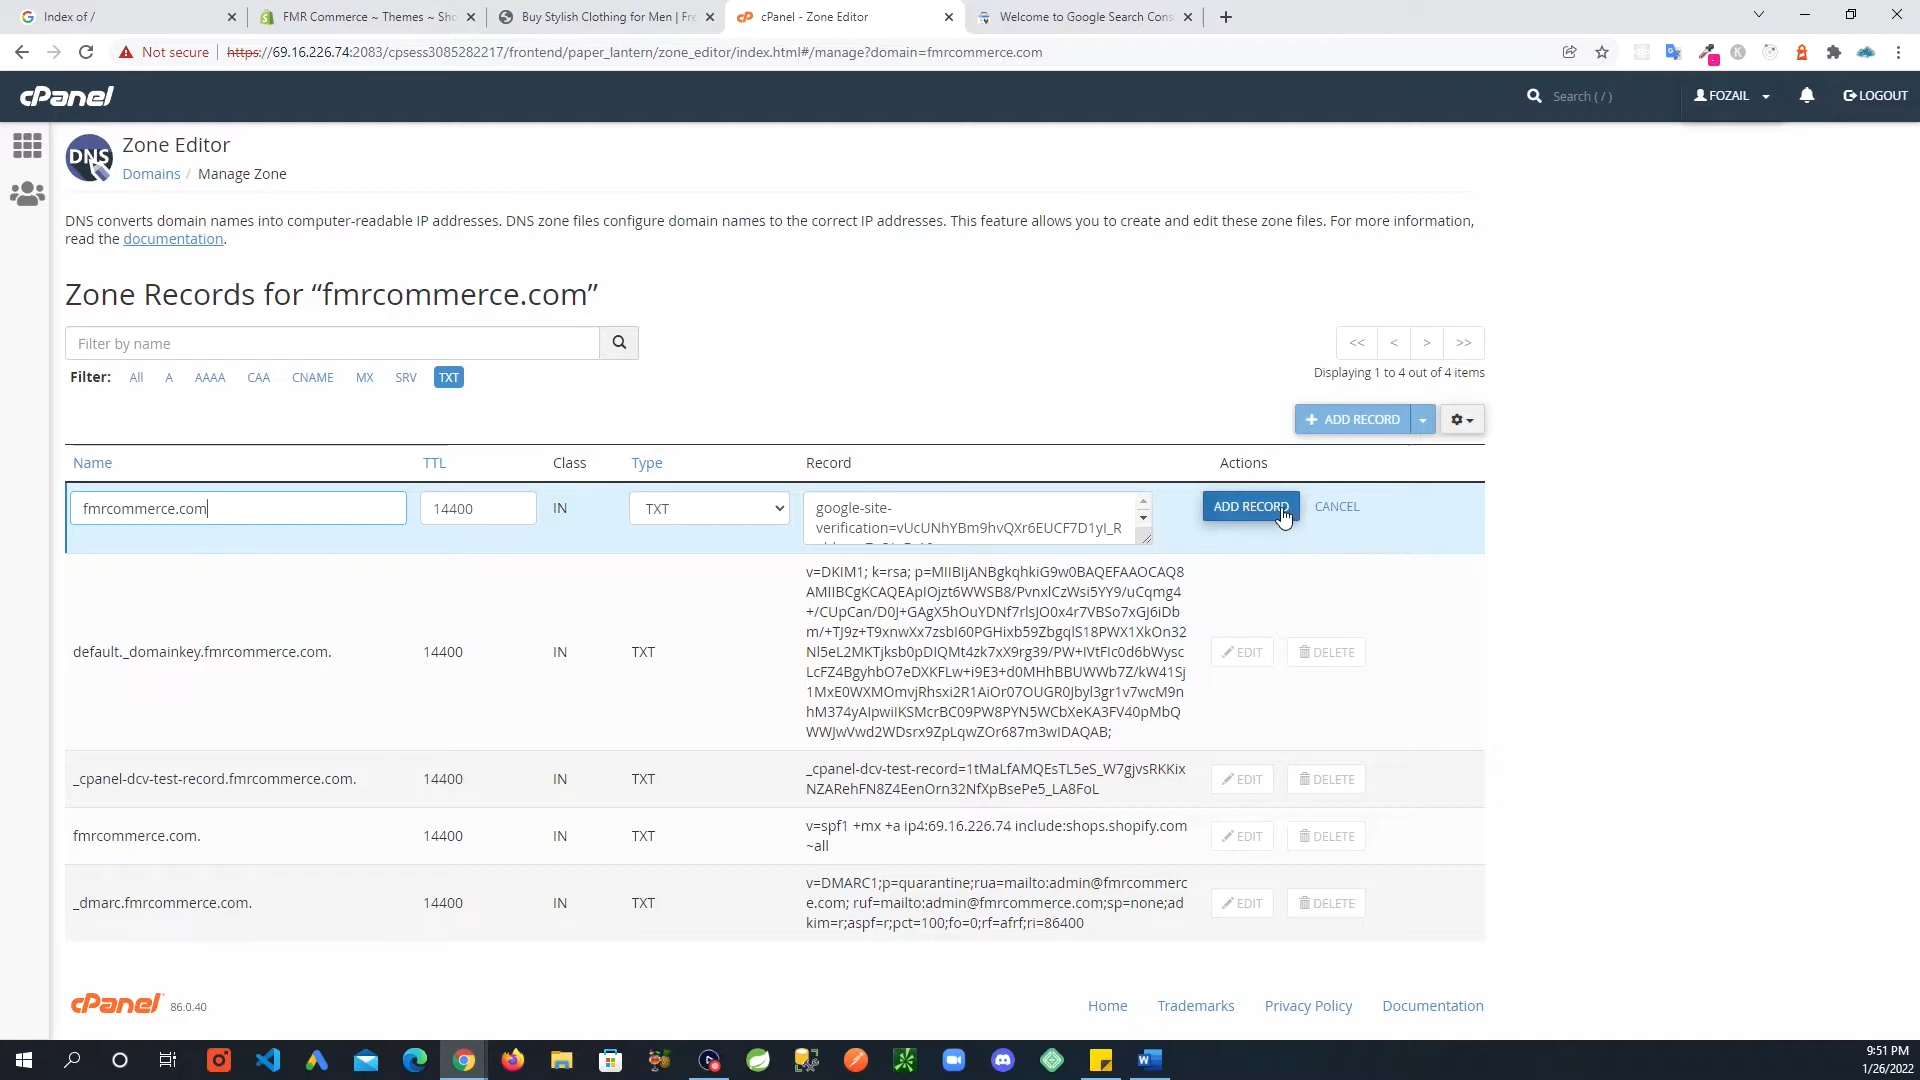 Index of /
FMR Commerce ~ Themes ~ Sho
Buy Stylish Clothing for Men | Fre
cPanel - Zone Editor
Welcome to Google Search Cons
Not secure
https://69.16.226.74:2083/cpsess3085282217/frontend/paper_lantern/zone_editor/index.html#/manage?domain=fmrcommerce.com
cPanel
Search ( / )
FOZAIL
LOGOUT
DNS
Zone Editor
Domains / Manage Zone
DNS converts domain names into computer-readable IP addresses. DNS zone files configure domain names to the correct IP addresses. This feature allows you to create and edit these zone files. For more information,
read the documentation.
Zone Records for “fmrcommerce.com”
Filter by name
<< < > >>
Filter: All A AAAA CAA CNAME MX SRV TXT
Displaying 1 to 4 out of 4 items
+ ADD RECORD
Name TTL Class Type Record Actions
fmrcommerce.com 14400 IN TXT
google-site-
verification=vUcUNhYBm9hvQXr6EUCF7D1yI_R
ADD RECORD CANCEL
default._domainkey.fmrcommerce.com. 14400 IN TXT
v=DKIM1; k=rsa; p=MIIBIjANBgkqhkiG9w0BAQEFAAOCAQ8
AMIIBCgKCAQEApIOjzt6WWSB8/PvnxlCzWsi5YY9/uCqmg4
+/CUpCan/D0J+GAgX5hOuYDNf7rlsJO0x4r7VBSo7xGJ6iDb
m/+TJ9z+T9xnwXx7zsbI60PGHixb59ZbgqlS18PWX1XkOn32
Nl5eL2MKTjksb0pDIQMt4zk7xX9rg39/PW+IVtFIc0d6bWysc
LcFZ4BgyhbO7eDXKFLw+i9E3+d0MHhBBUWWb7Z/kW41Sj
1MxE0WXMOmvjRhsxi2R1AiOr07OUGR0Jbyl3gr1v7wcM9n
hM374yAIpwiIKSMcrBC09PW8PYN5WCbXeKA3FV40pMbQ
WWJwVwd2WDsrx9ZpLqwZOr687m3wIDAQAB;
EDIT DELETE
_cpanel-dcv-test-record.fmrcommerce.com. 14400 IN TXT
_cpanel-dcv-test-record=1tMaLfAMQEsTL5eS_W7gjvsRKKix
NZARehFN8Z4EenOrn32NfXpBsePe5_LA8FoL
EDIT DELETE
fmrcommerce.com. 14400 IN TXT
v=spf1 +mx +a ip4:69.16.226.74 include:shops.shopify.com
~all
EDIT DELETE
_dmarc.fmrcommerce.com. 14400 IN TXT
v=DMARC1;p=quarantine;rua=mailto:admin@fmrcommerc
e.com; ruf=mailto:admin@fmrcommerce.com;sp=none;ad
kim=r;aspf=r;pct=100;fo=0;rf=afrf;ri=86400
EDIT DELETE
cPanel 86.0.40
Home Trademarks Privacy Policy Documentation
9:51 PM
1/26/2022